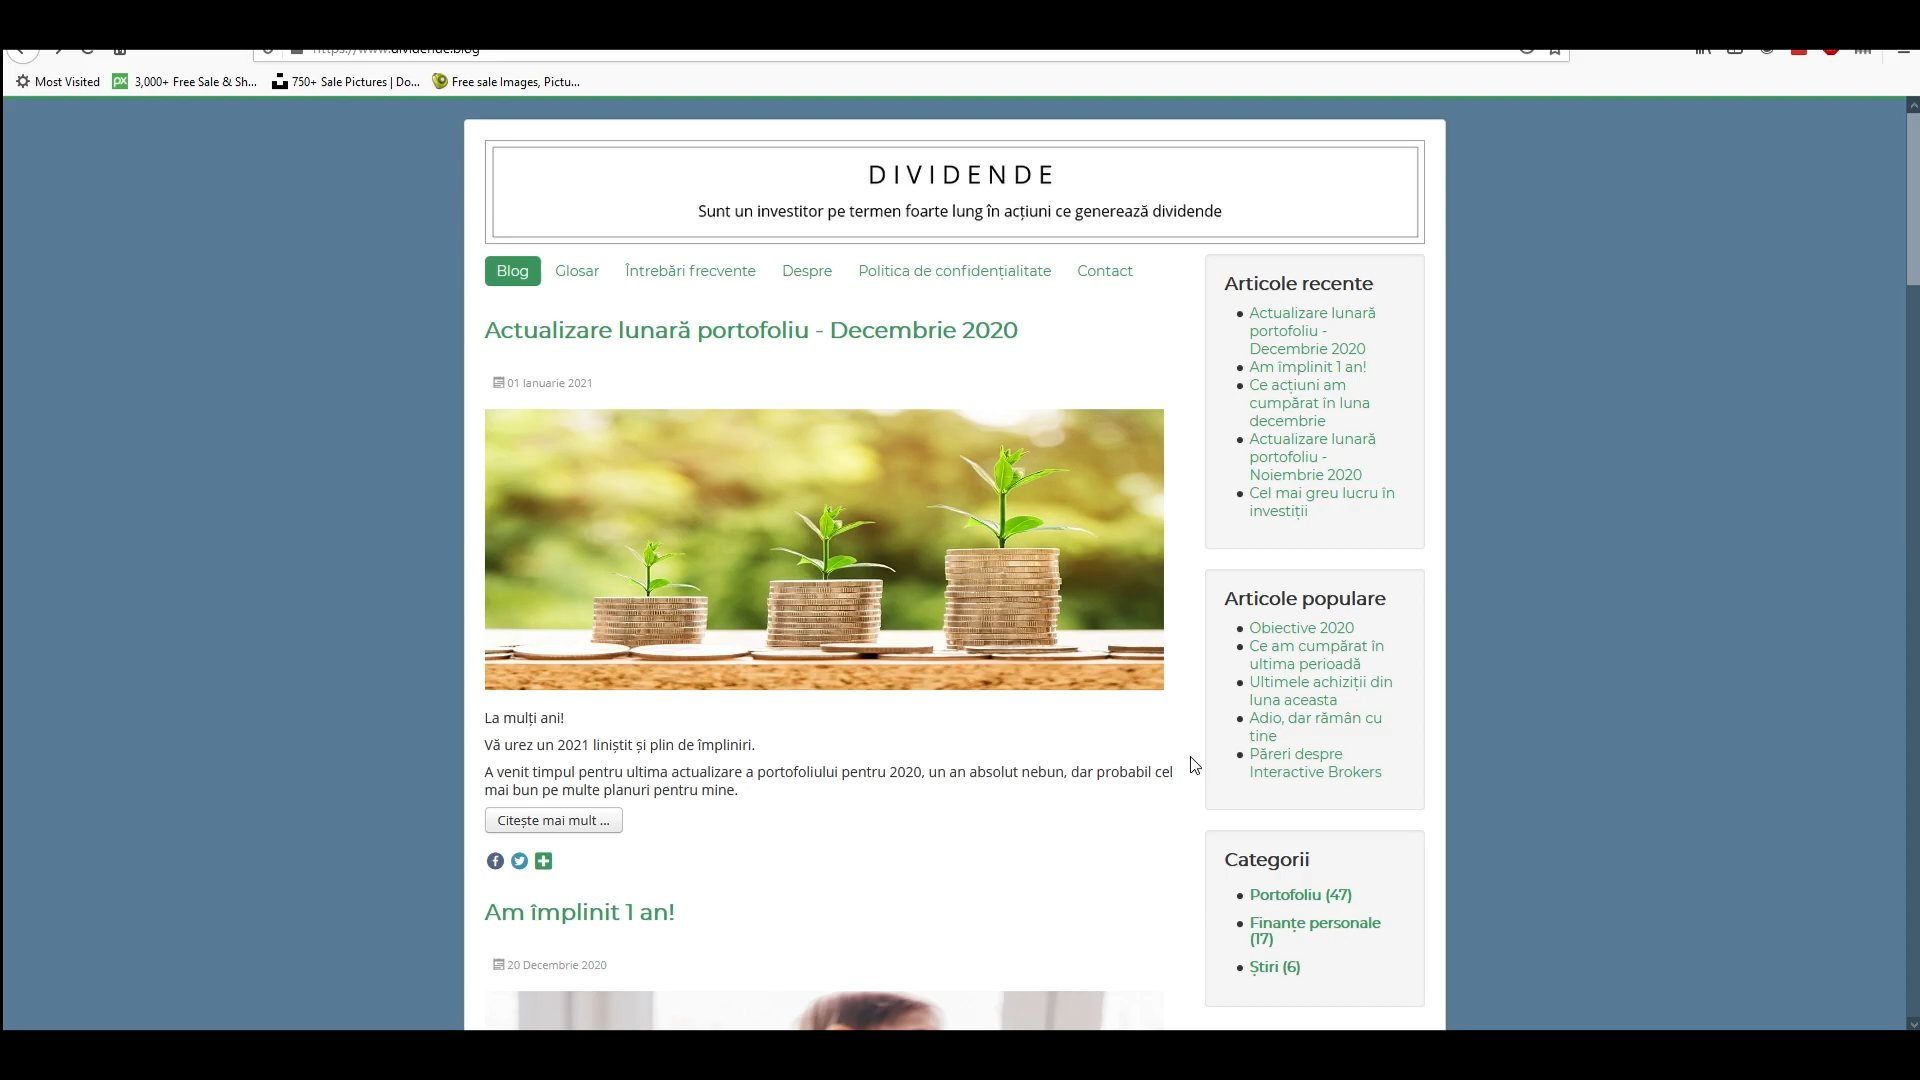 https://www.dividende.blog
Most Visited
3,000+ Free Sale & Sh...
750+ Sale Pictures | Do...
Free sale Images, Pictu...
DIVIDENDE
Sunt un investitor pe termen foarte lung în acțiuni ce generează dividende
Blog
Glosar
Întrebări frecvente
Despre
Politica de confidențialitate
Contact
Actualizare lunară portofoliu - Decembrie 2020
01 Ianuarie 2021
La mulți ani!
Vă urez un 2021 liniștit și plin de împliniri.
A venit timpul pentru ultima actualizare a portofoliului pentru 2020, un an absolut nebun, dar probabil cel
mai bun pe multe planuri pentru mine.
Citește mai mult ...
Am împlinit 1 an!
20 Decembrie 2020
Articole recente
Actualizare lunară
portofoliu -
Decembrie 2020
Am împlinit 1 an!
Ce acțiuni am
cumpărat în luna
decembrie
Actualizare lunară
portofoliu -
Noiembrie 2020
Cel mai greu lucru în
investiții
Articole populare
Obiective 2020
Ce am cumpărat în
ultima perioadă
Ultimele achiziții din
luna aceasta
Adio, dar rămân cu
tine
Păreri despre
Interactive Brokers
Categorii
Portofoliu (47)
Finanțe personale
(17)
Știri (6)